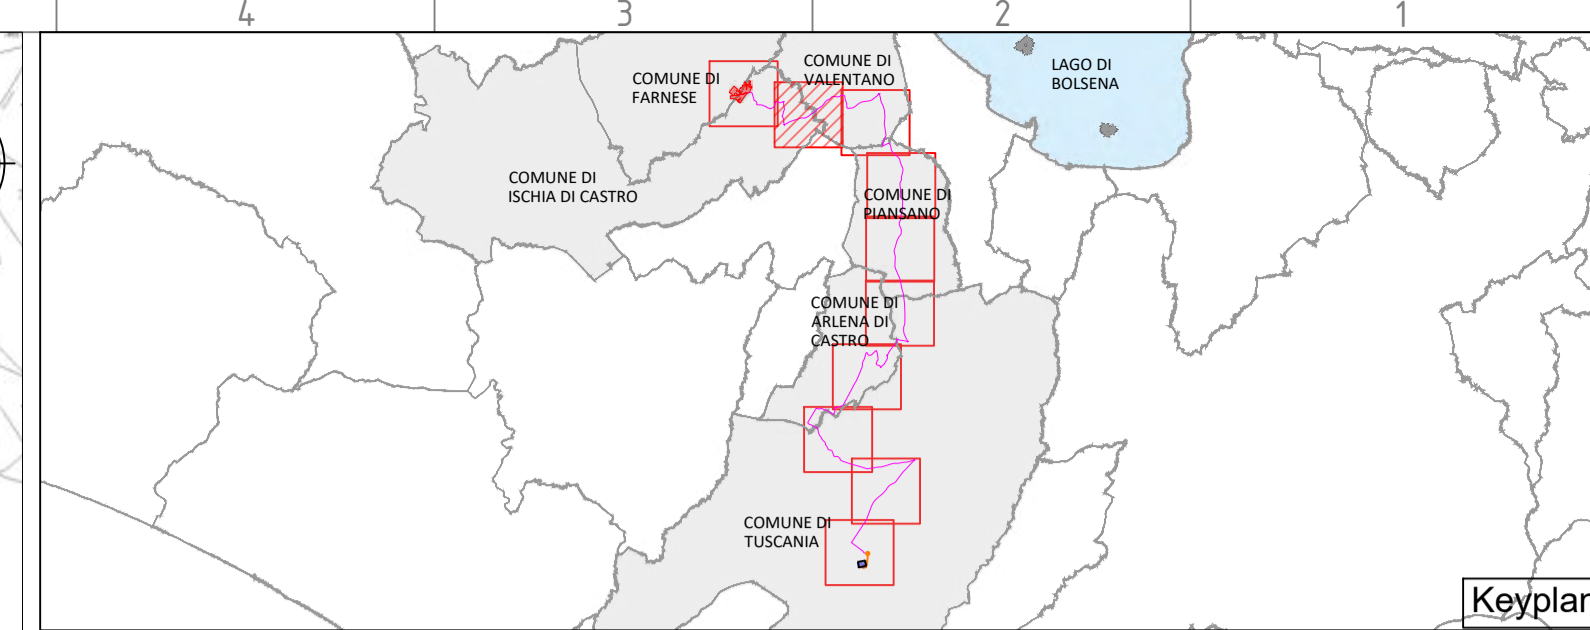 4
3
2
1
COMUNE DI
FARNESE
COMUNE DI
VALENTANO
LAGO DI
BOLSENA
COMUNE DI
ISCHIA DI CASTRO
COMUNE DI
PIANSANO
COMUNE DI
ARLENA DI
CASTRO
COMUNE DI
TUSCANIA
Keyplan